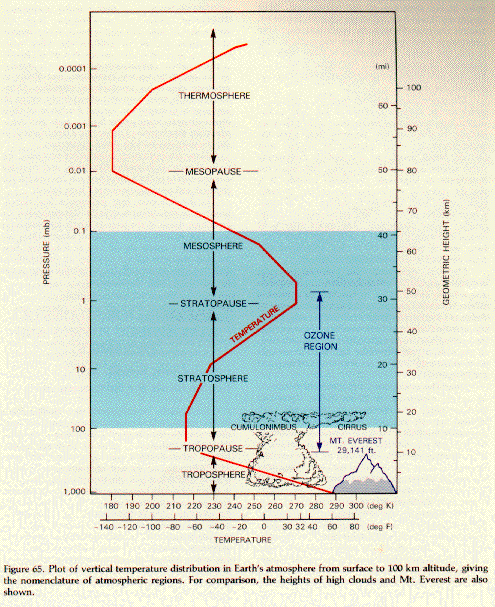 (mi)
0.0001
THERMOSPHERE
100
60
0.001
90
0.01
MESOPAUSE
50
80
70
PRESSURE (mb)
GEOMETRIC HEIGHT (km)
0.1
40
MESOSPHERE
60
50
1
STRATOPAUSE
30
TEMPERATURE
40
OZONE
REGION
10
20
30
STRATOSPHERE
20
100
CUMULONIMBUS
CIRRUS
10
TROPOPAUSE
MT. EVEREST
29,141 ft.
10
TROPOSPHERE
1,000
180 190 200 210 220 230 240 250 260 270 280 290 300 (deg K)
-140 -120 -100 -80 -60 -40 -20 0 30 32 40 60 80 (deg F)
TEMPERATURE
Figure 65. Plot of vertical temperature distribution in Earth's atmosphere from surface to 100 km altitude, giving
the nomenclature of atmospheric regions. For comparison, the heights of high clouds and Mt. Everest are also
shown.